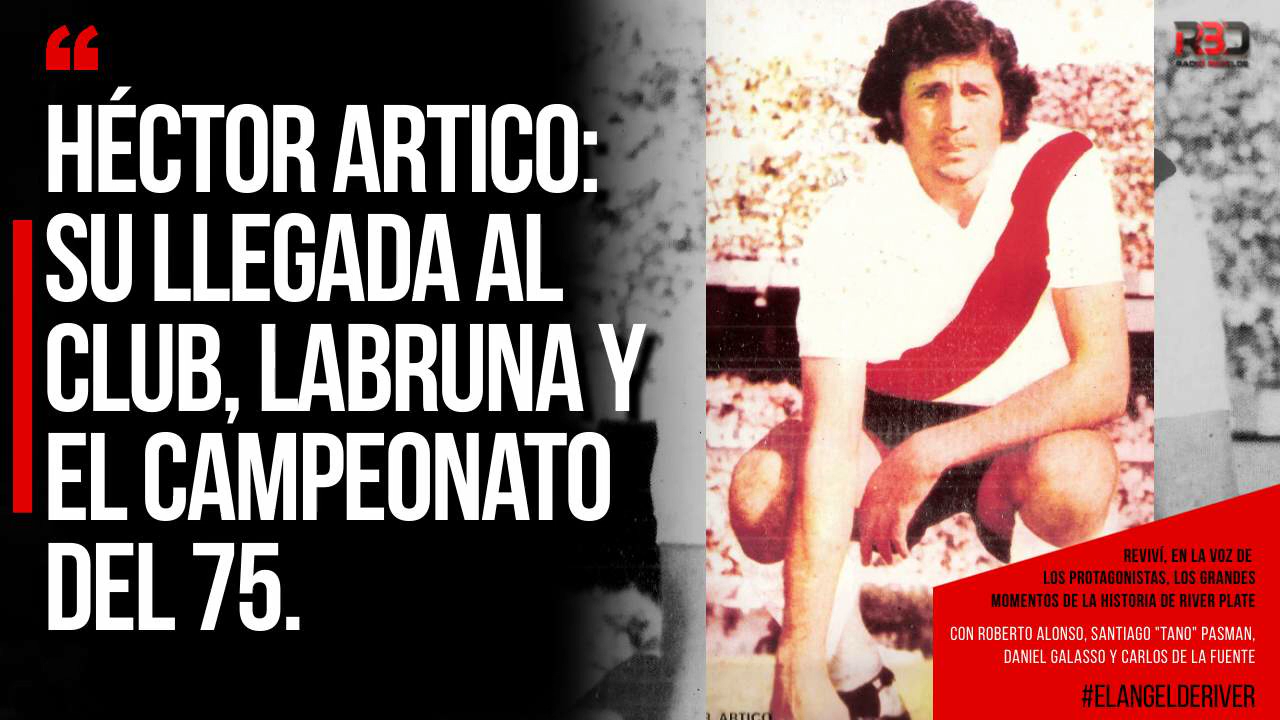 “
HÉCTOR ARTICO:
SU LLEGADA AL
CLUB, LABRUNA Y
EL CAMPEONATO
DEL 75.
RBD
ARTICO
REVIVÍ, EN LA VOZ DE
LOS PROTAGONISTAS, LOS GRANDES
MOMENTOS DE LA HISTORIA DE RIVER PLATE
CON ROBERTO ALONSO, SANTIAGO "TANO" PASMAN,
DANIEL GALASSO Y CARLOS DE LA FUENTE
#ELANGELDERIVER